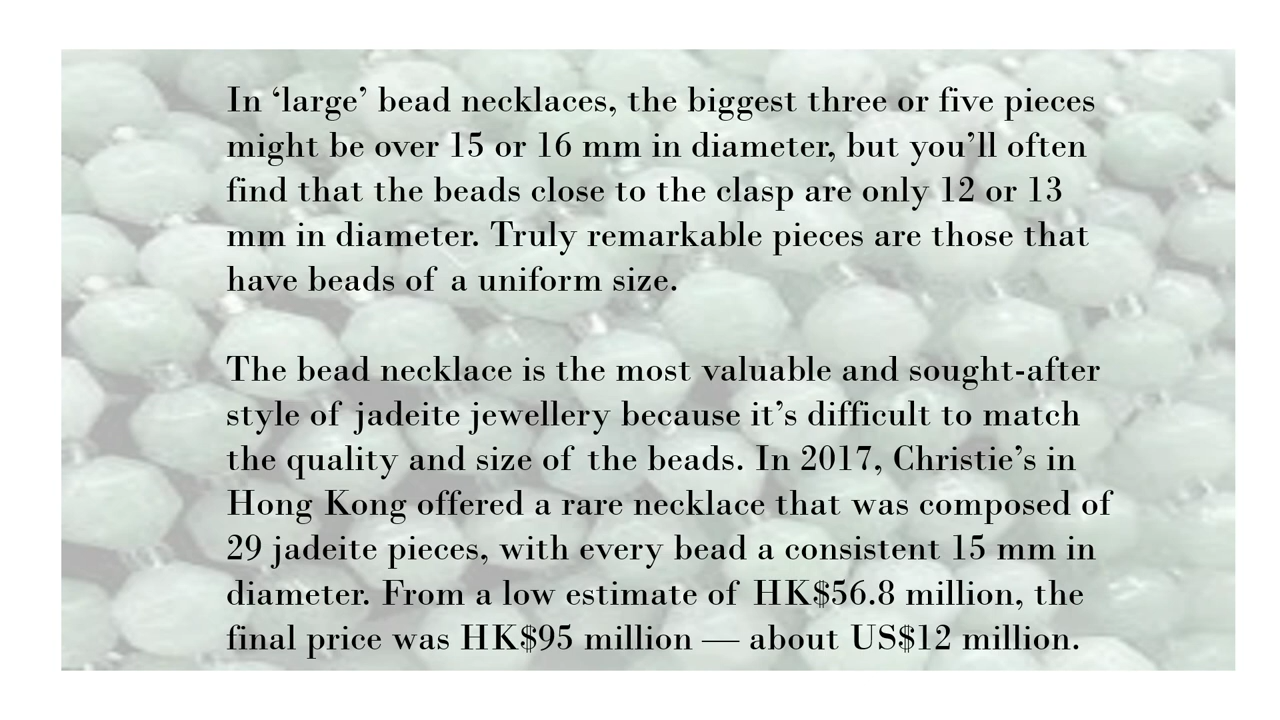 In ‘large’ bead necklaces, the biggest three or five pieces
might be over 15 or 16 mm in diameter, but you’ll often
find that the beads close to the clasp are only 12 or 13
mm in diameter. Truly remarkable pieces are those that
have beads of a uniform size.
The bead necklace is the most valuable and sought-after
style of jadeite jewellery because it’s difficult to match
the quality and size of the beads. In 2017, Christie’s in
Hong Kong offered a rare necklace that was composed of
29 jadeite pieces, with every bead a consistent 15 mm in
diameter. From a low estimate of HK$56.8 million, the
final price was HK$95 million — about US$12 million.